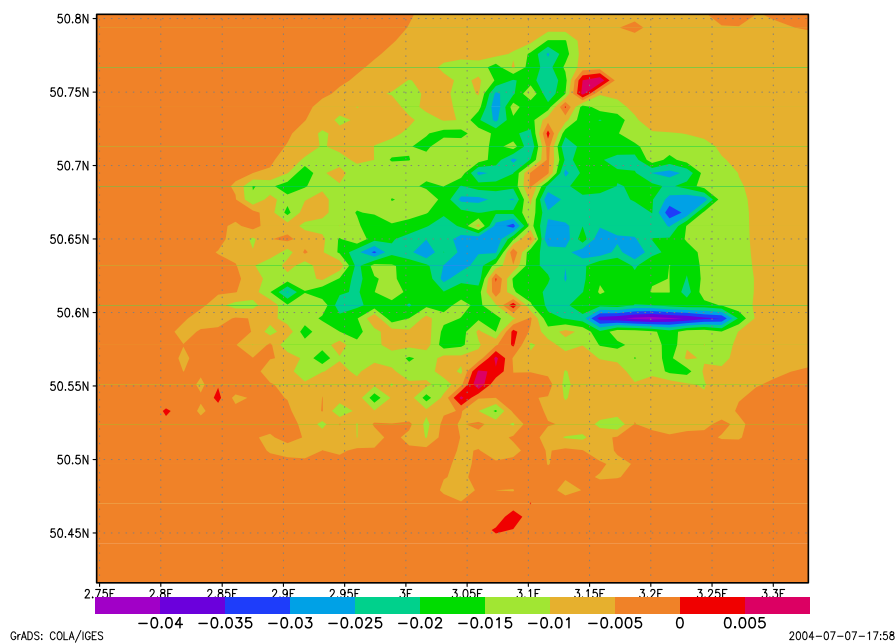 50.8N
50.75N
50.7N
50.65N
50.6N
50.55N
50.5N
50.45N
2.75E 2.8E 2.85E 2.9E 2.95E 3E 3.05E 3.1E 3.15E 3.2E 3.25E 3.3E
−0.04 −0.035 −0.03 −0.025 −0.02 −0.015 −0.01 −0.005 0 0.005
GrADS: COLA/IGES 2004-07-07-17:58